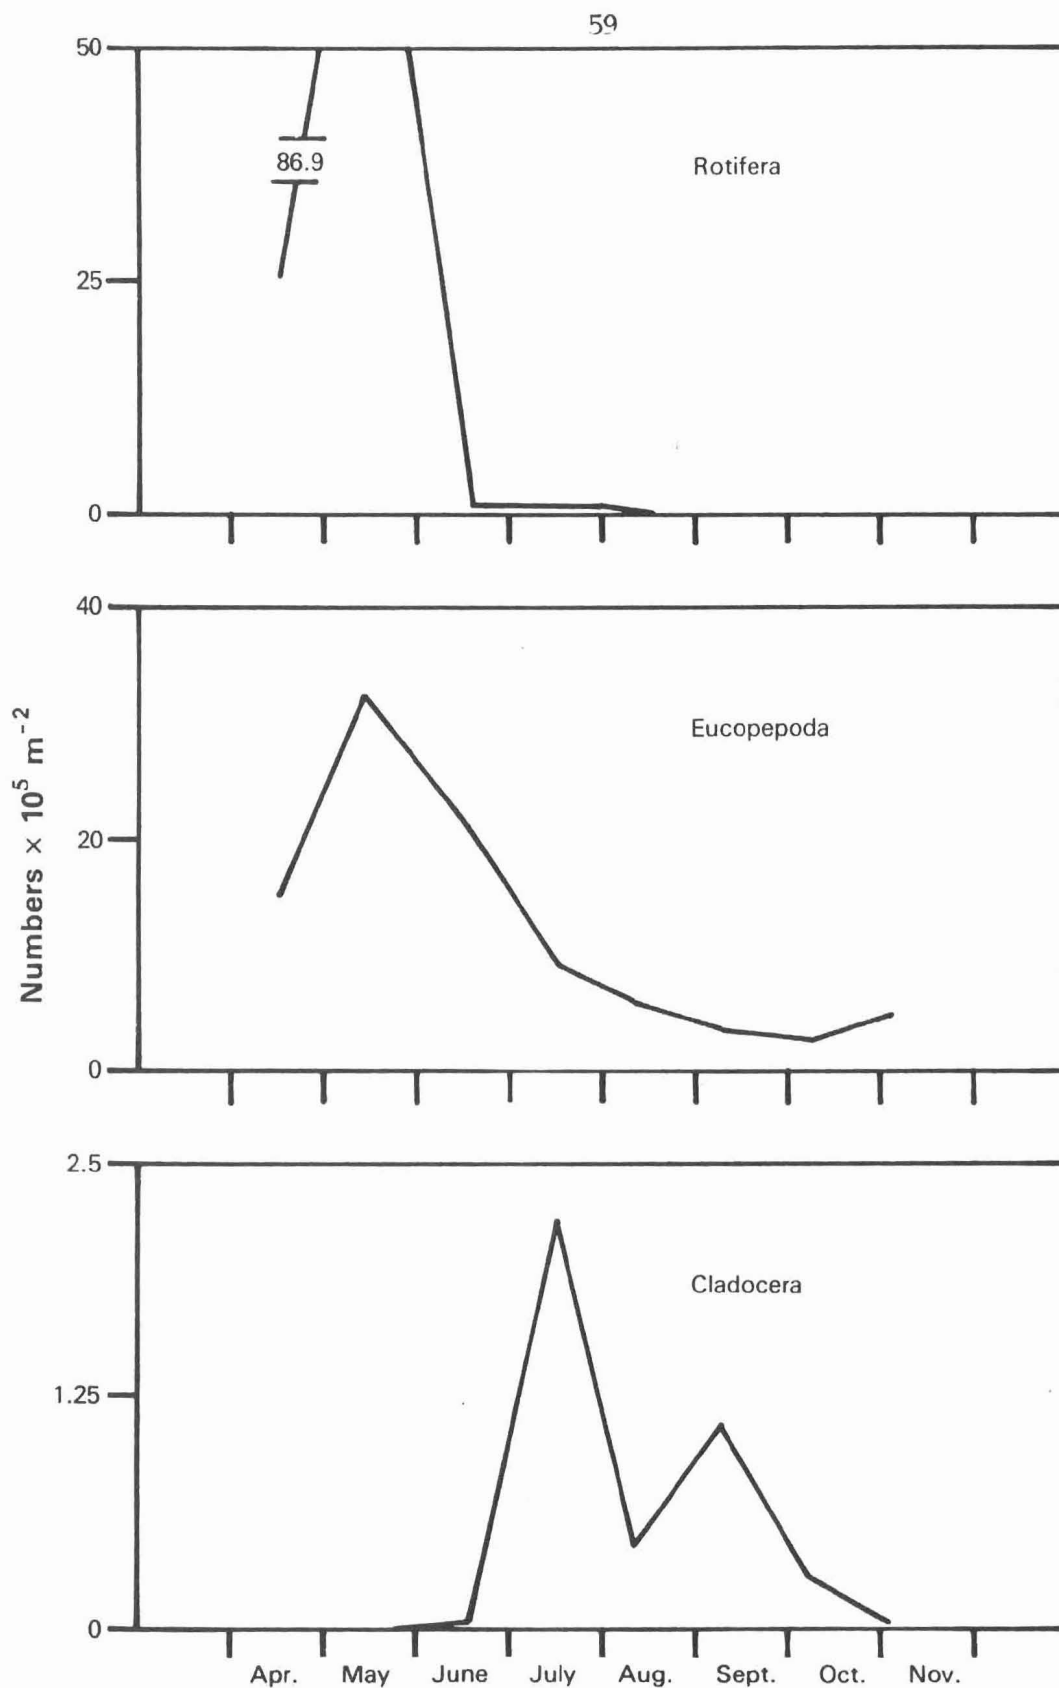 59
50
86.9
Rotifera
25
0
40
Eucopepoda
Numbers × 10⁵ m⁻²
20
0
2.5
Cladocera
1.25
0
Apr. May June July Aug. Sept. Oct. Nov.